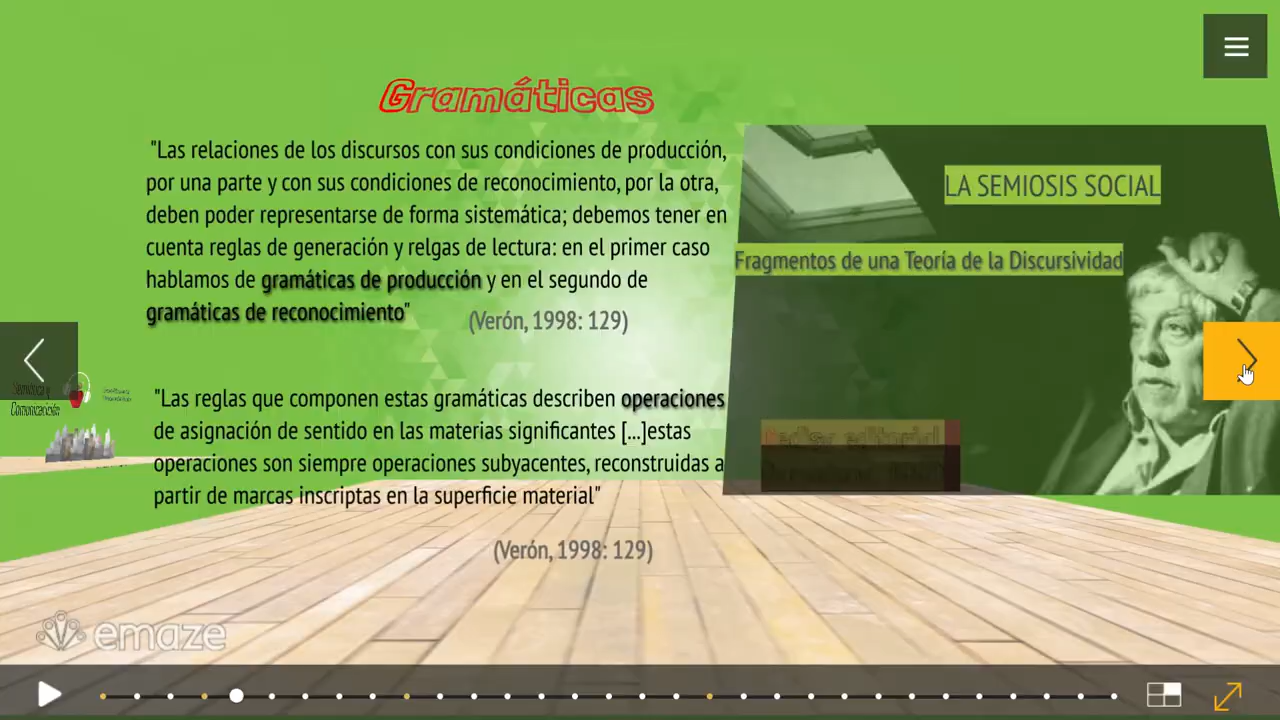 Gramáticas
"Las relaciones de los discursos con sus condiciones de producción,
por una parte y con sus condiciones de reconocimiento, por la otra,
deben poder representarse de forma sistemática; debemos tener en
cuenta reglas de generación y relgas de lectura: en el primer caso
hablamos de gramáticas de producción y en el segundo de
gramáticas de reconocimiento"
(Verón, 1998: 129)
"Las reglas que componen estas gramáticas describen operaciones
de asignación de sentido en las materias significantes [...]estas
operaciones son siempre operaciones subyacentes, reconstruidas a
partir de marcas inscriptas en la superficie material"
(Verón, 1998: 129)
LA SEMIOSIS SOCIAL
Fragmentos de una Teoría de la Discursividad
Semiótica y
Comunicación
emaze